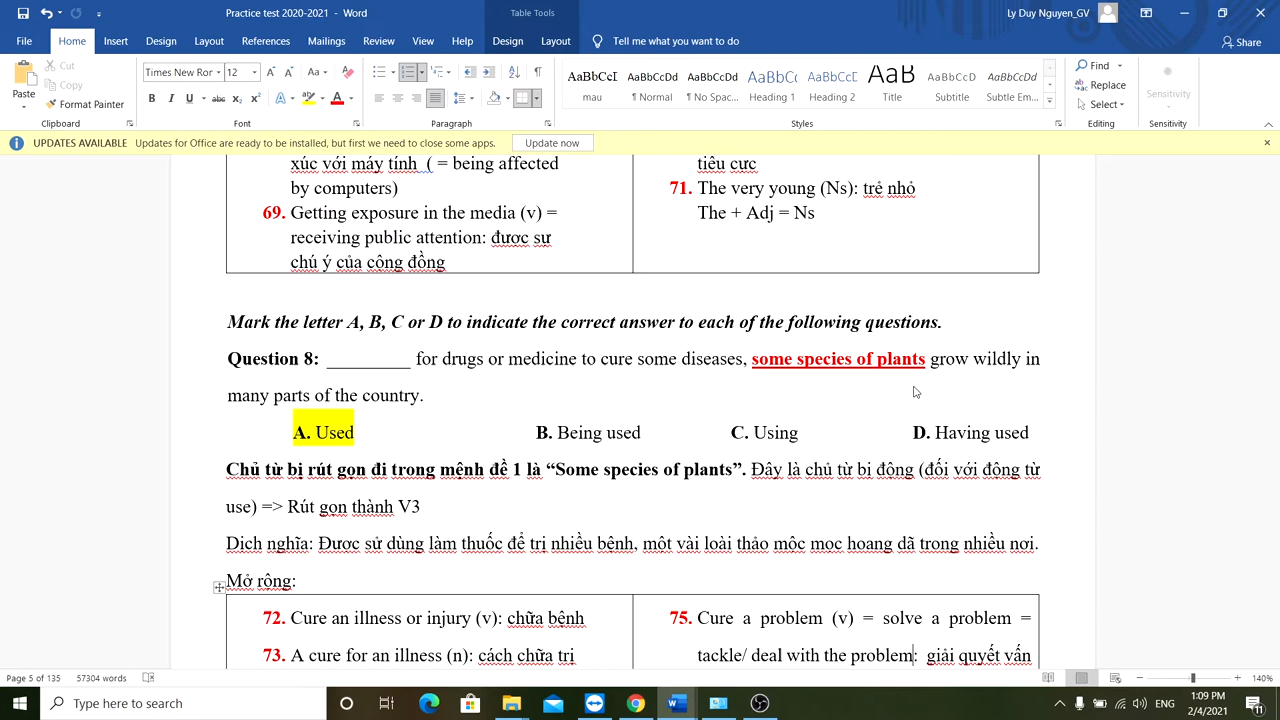 Practice test 2020-2021 - Word
Table Tools
Ly Duy Nguyen_GV
File Home Insert Design Layout References Mailings Review View Help Design Layout Tell me what you want to do Share
Paste Cut Copy Format Painter
Clipboard
Times New Ror 12 A A Aa
B I U abc x₂ x² A A
Font
Paragraph
AaBbCcI AaBbCcDd AaBbCcDd AaBbC AaBbCcD AaB AaBbCcD AaBbCcDd
mau ¶ Normal ¶ No Spac... Heading 1 Heading 2 Title Subtitle Subtle Em...
Styles
Find
Replace
Select
Editing
Sensitivity
Sensitivity
UPDATES AVAILABLE Updates for Office are ready to be installed, but first we need to close some apps. Update now
xúc với máy tính ( = being affected
by computers)
69. Getting exposure in the media (v) =
receiving public attention: được sự
chú ý của cộng đồng
tiêu cực
71. The very young (Ns): trẻ nhỏ
The + Adj = Ns
Mark the letter A, B, C or D to indicate the correct answer to each of the following questions.
Question 8: _________ for drugs or medicine to cure some diseases, some species of plants grow wildly in
many parts of the country.
A. Used B. Being used C. Using D. Having used
Chủ từ bị rút gọn đi trong mệnh đề 1 là “Some species of plants”. Đây là chủ từ bị động (đối với động từ
use) => Rút gọn thành V3
Dịch nghĩa: Được sử dùng làm thuốc để trị nhiều bệnh, một vài loài thảo mộc mọc hoang dã trong nhiều nơi.
Mở rộng:
72. Cure an illness or injury (v): chữa bệnh
73. A cure for an illness (n): cách chữa trị
75. Cure a problem (v) = solve a problem =
tackle/ deal with the problem: giải quyết vấn
Page 5 of 135 57304 words 140%
Type here to search
1:09 PM
2/4/2021
11